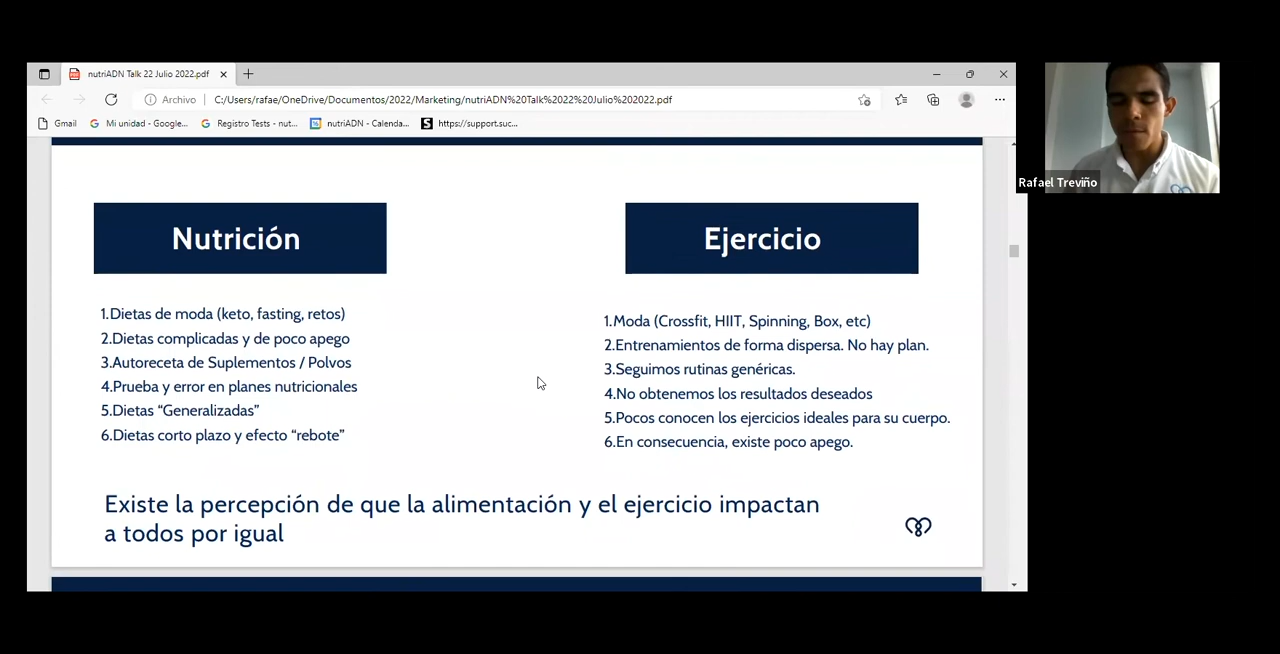 nutriADN Talk 22 Julio 2022.pdf
Archivo
C:/Users/rafae/OneDrive/Documentos/2022/Marketing/nutriADN%20Talk%2022%20Julio%202022.pdf
Gmail
Mi unidad - Google...
Registro Tests - nut...
nutriADN - Calenda...
https://support.suc...
Nutrición
1.Dietas de moda (keto, fasting, retos)
2.Dietas complicadas y de poco apego
3.Autoreceta de Suplementos / Polvos
4.Prueba y error en planes nutricionales
5.Dietas “Generalizadas”
6.Dietas corto plazo y efecto “rebote”
Ejercicio
1.Moda (Crossfit, HIIT, Spinning, Box, etc)
2.Entrenamientos de forma dispersa. No hay plan.
3.Seguimos rutinas genéricas.
4.No obtenemos los resultados deseados
5.Pocos conocen los ejercicios ideales para su cuerpo.
6.En consecuencia, existe poco apego.
Existe la percepción de que la alimentación y el ejercicio impactan
a todos por igual
Rafael Treviño